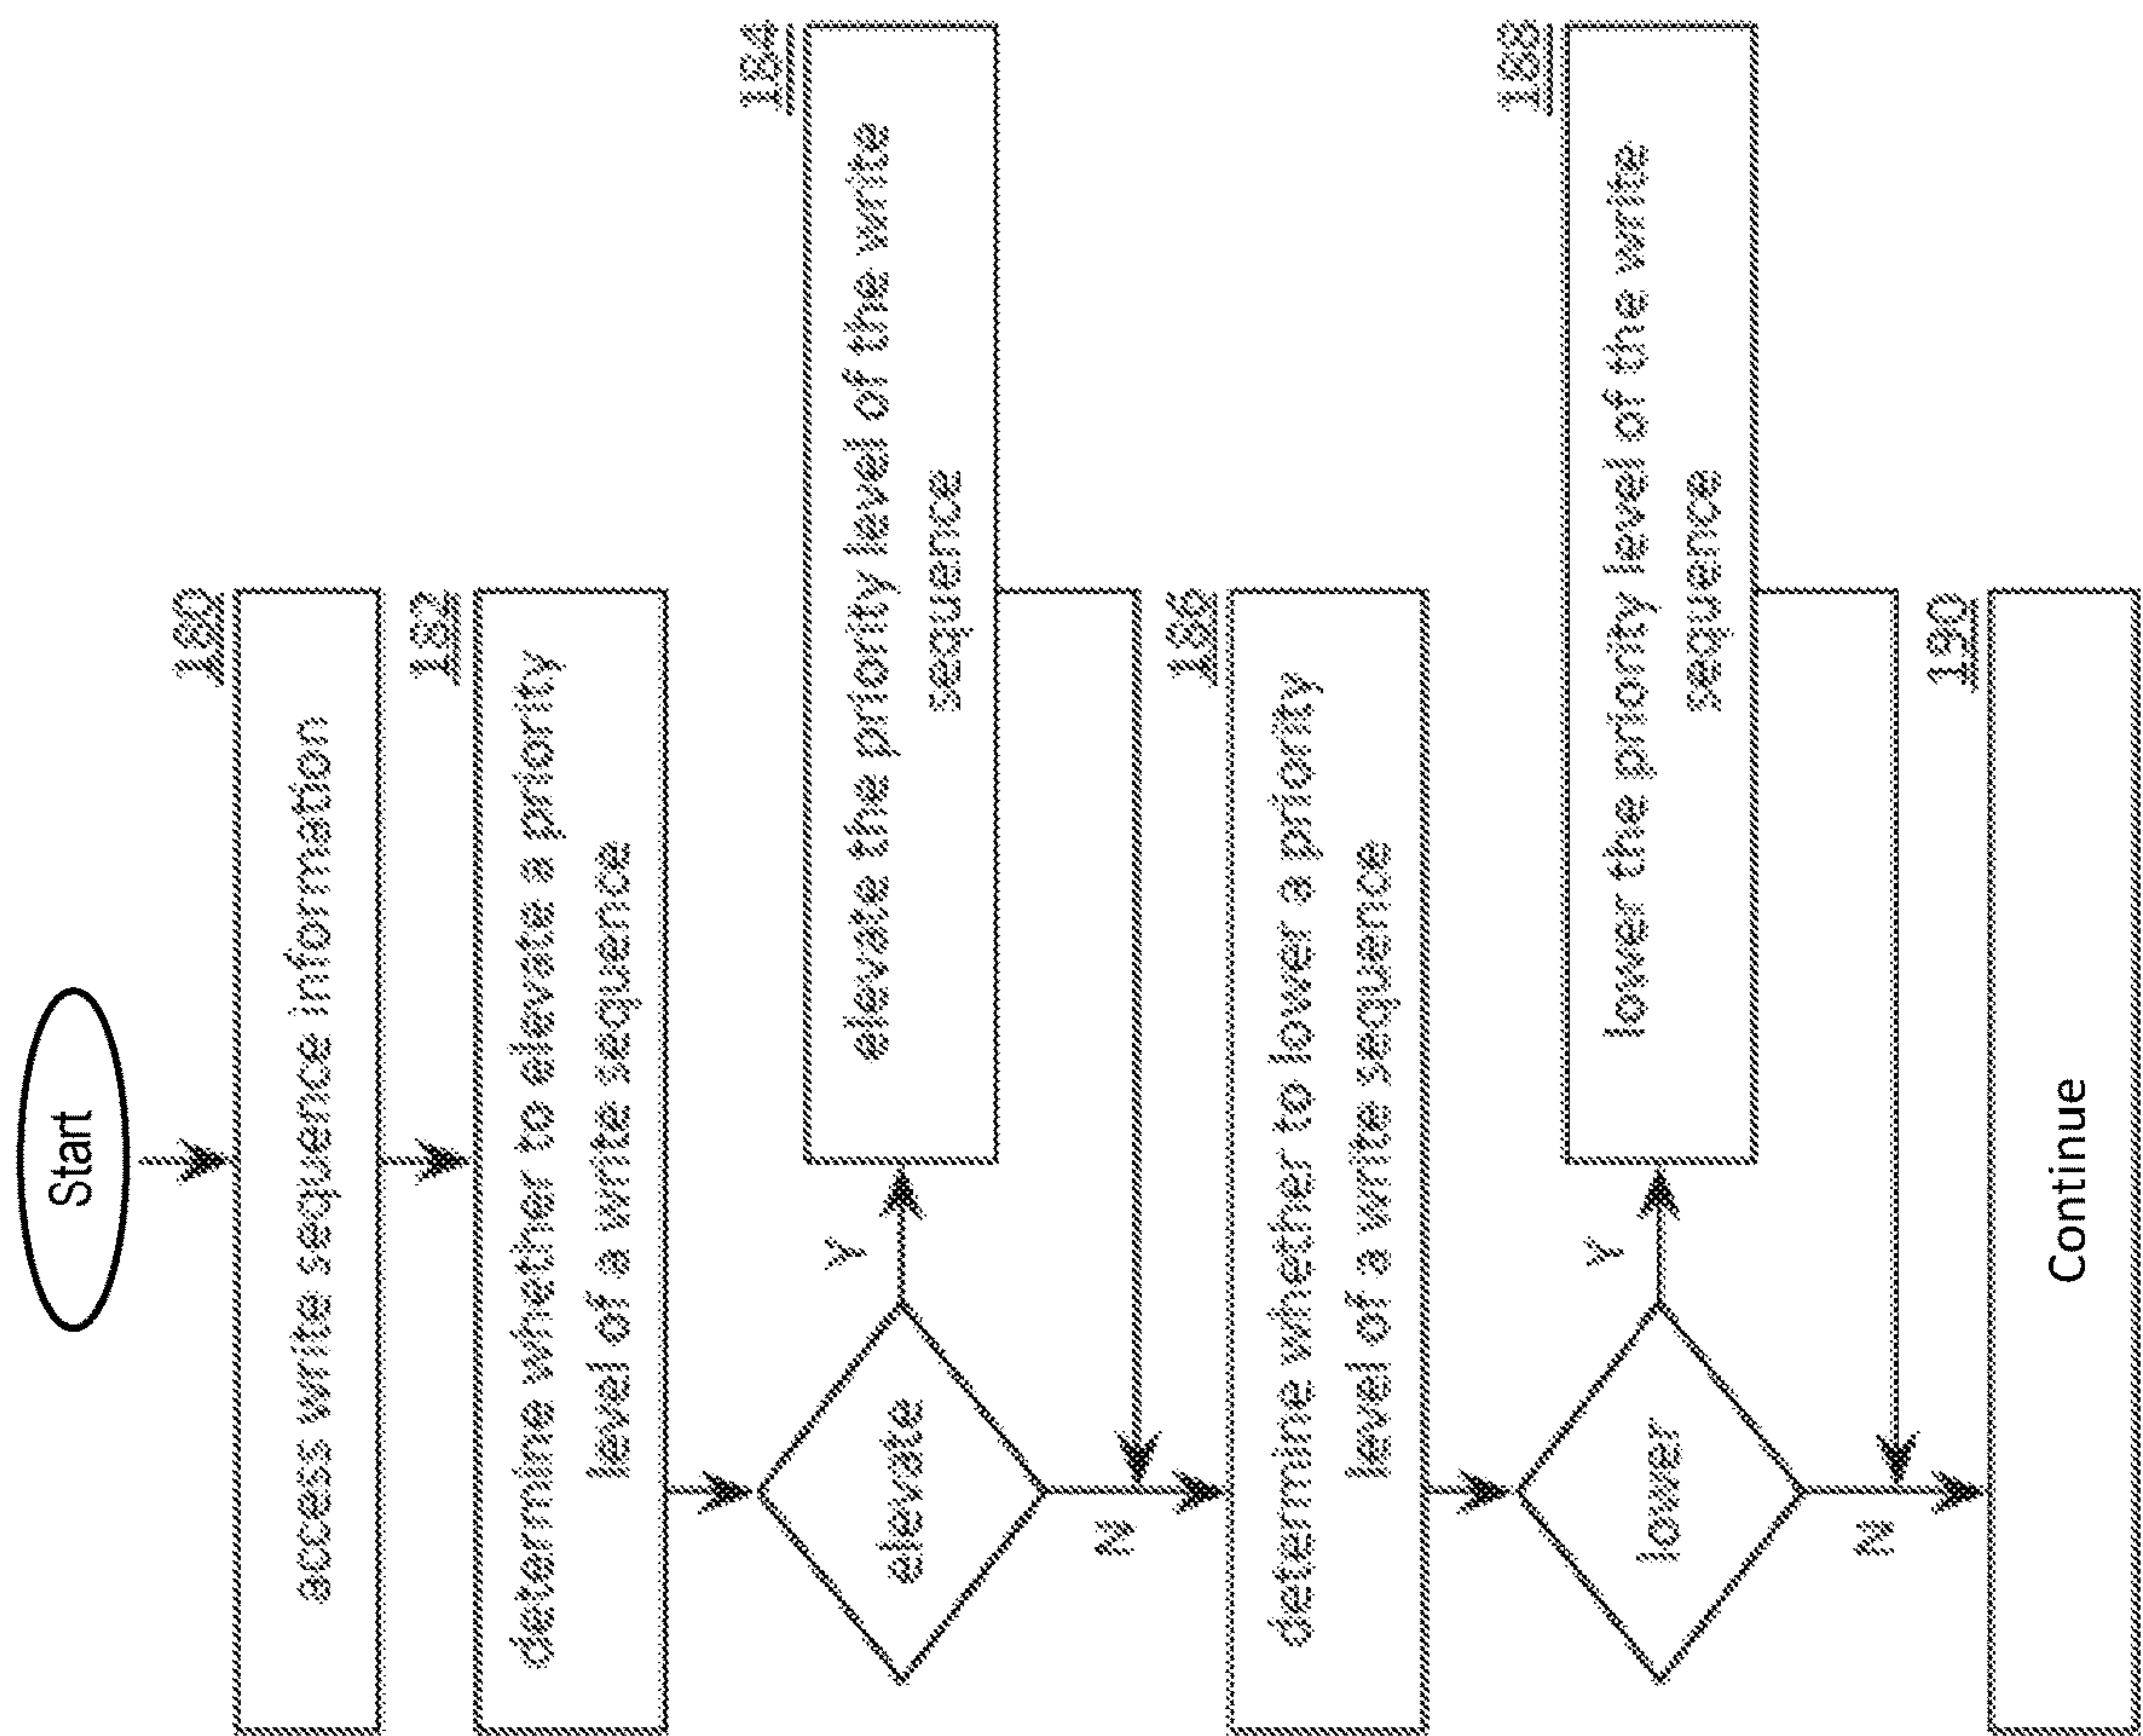 Start
180
access write sequence information
182
determine whether to elevate a priority
level of a write sequence
elevate
Y
184
elevate the priority level of the write
sequence
N
186
determine whether to lower a priority
level of a write sequence
lower
Y
188
lower the priority level of the write
sequence
N
190
Continue